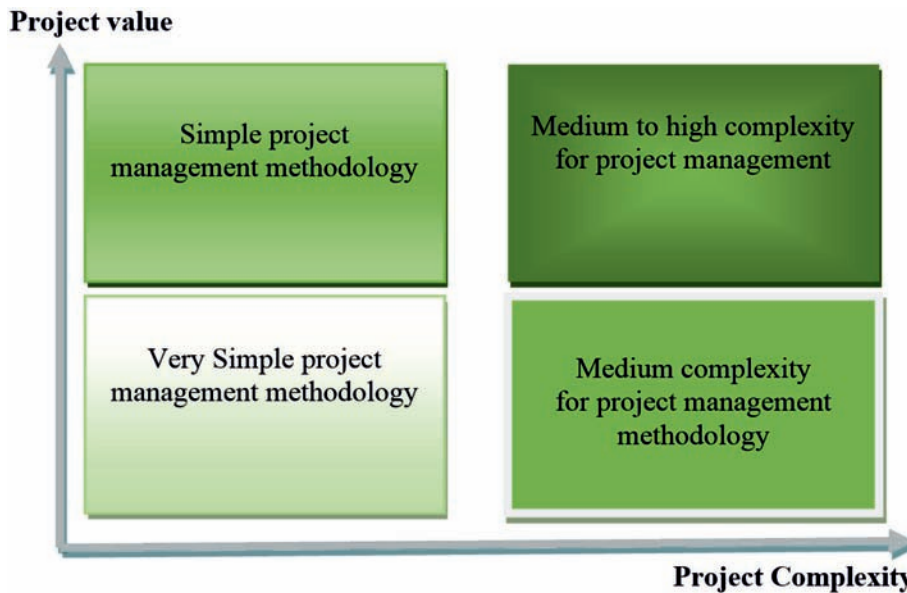 Project value
Simple project
management methodology
Medium to high complexity
for project management
Very Simple project
management methodology
Medium complexity
for project management
methodology
Project Complexity